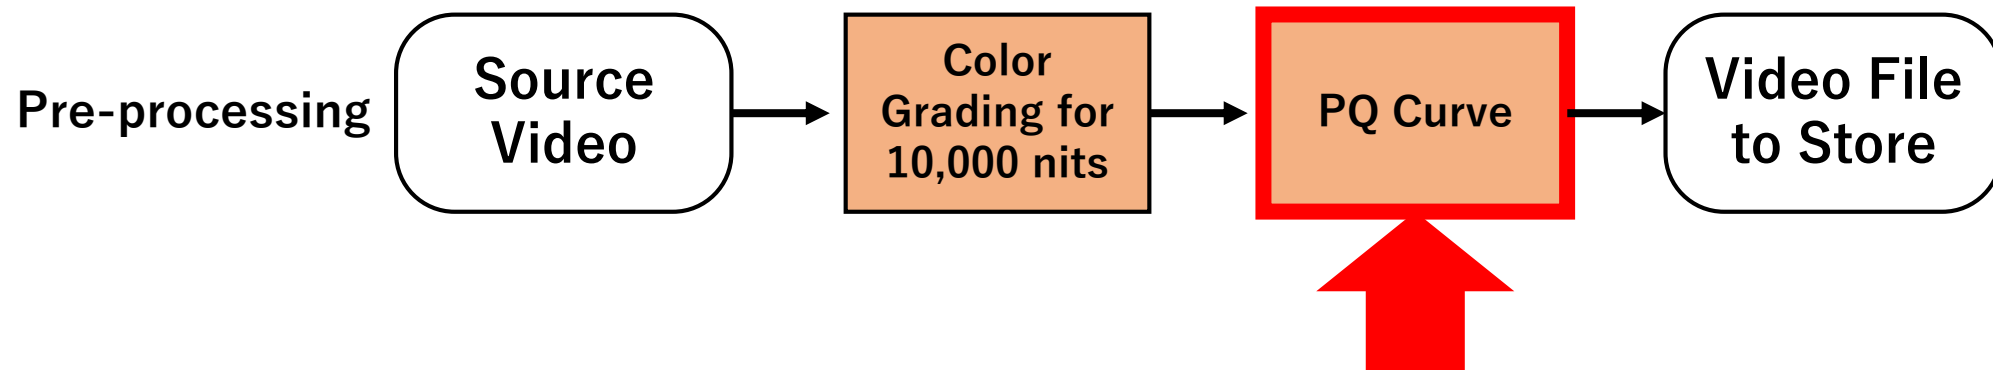 Pre-processing
Source
Video
Color
Grading for
10,000 nits
PQ Curve
Video File
to Store